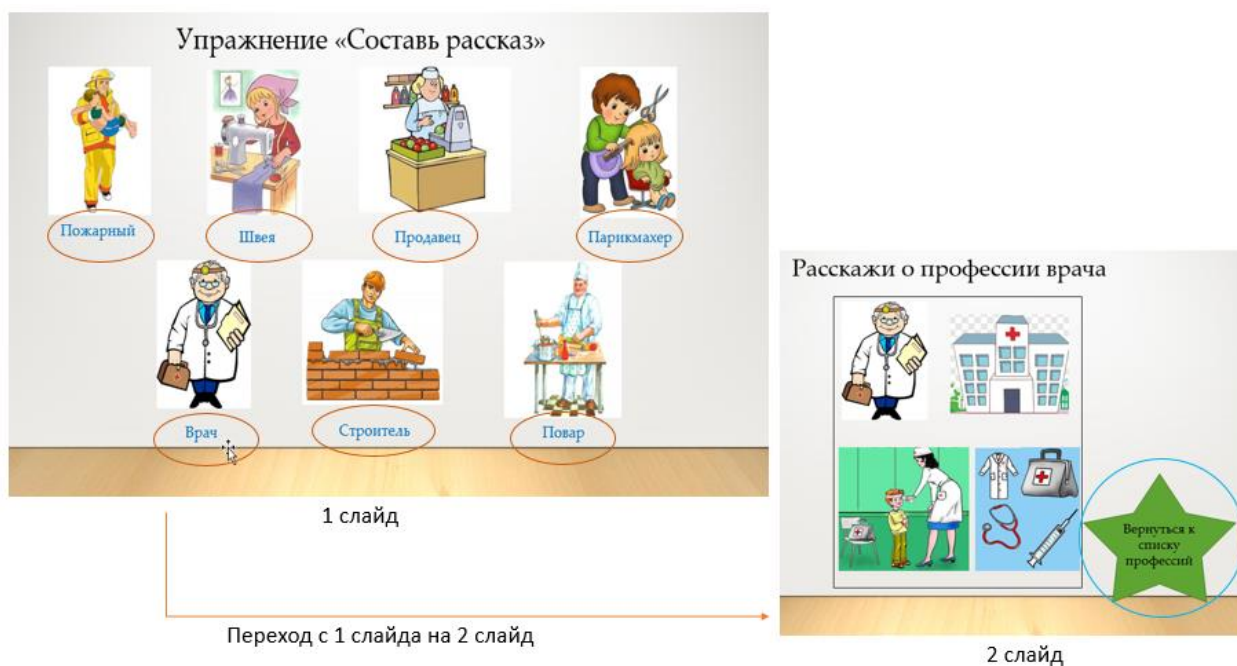 Упражнение «Составь рассказ»
Пожарный
Швея
Продавец
Парикмахер
Врач
Строитель
Повар
1 слайд
Переход с 1 слайда на 2 слайд
Расскажи о профессии врача
Вернуться к
списку
профессий
2 слайд